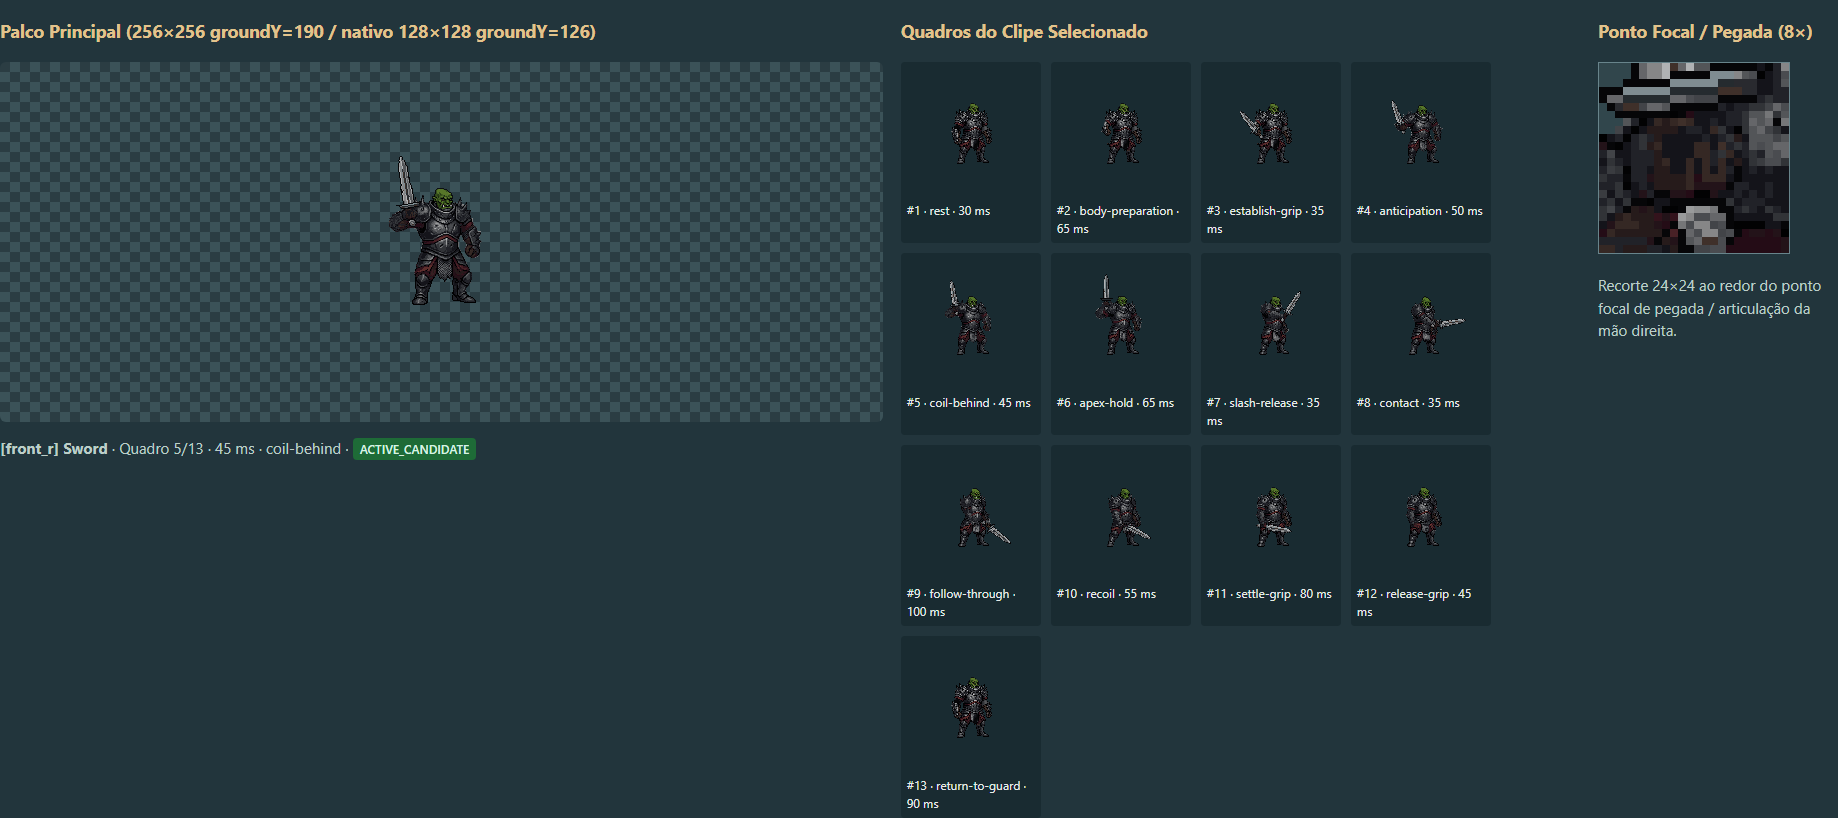 Palco Principal (256×256 groundY=190 / nativo 128×128 groundY=126)
[front_r] Sword · Quadro 5/13 · 45 ms · coil-behind · ACTIVE_CANDIDATE
Quadros do Clipe Selecionado
#1 · rest · 30 ms
#2 · body-preparation ·
65 ms
#3 · establish-grip · 35
ms
#4 · anticipation · 50 ms
#5 · coil-behind · 45 ms
#6 · apex-hold · 65 ms
#7 · slash-release · 35
ms
#8 · contact · 35 ms
#9 · follow-through ·
100 ms
#10 · recoil · 55 ms
#11 · settle-grip · 80 ms
#12 · release-grip · 45
ms
#13 · return-to-guard ·
90 ms
Ponto Focal / Pegada (8×)
Recorte 24×24 ao redor do ponto
focal de pegada / articulação da
mão direita.